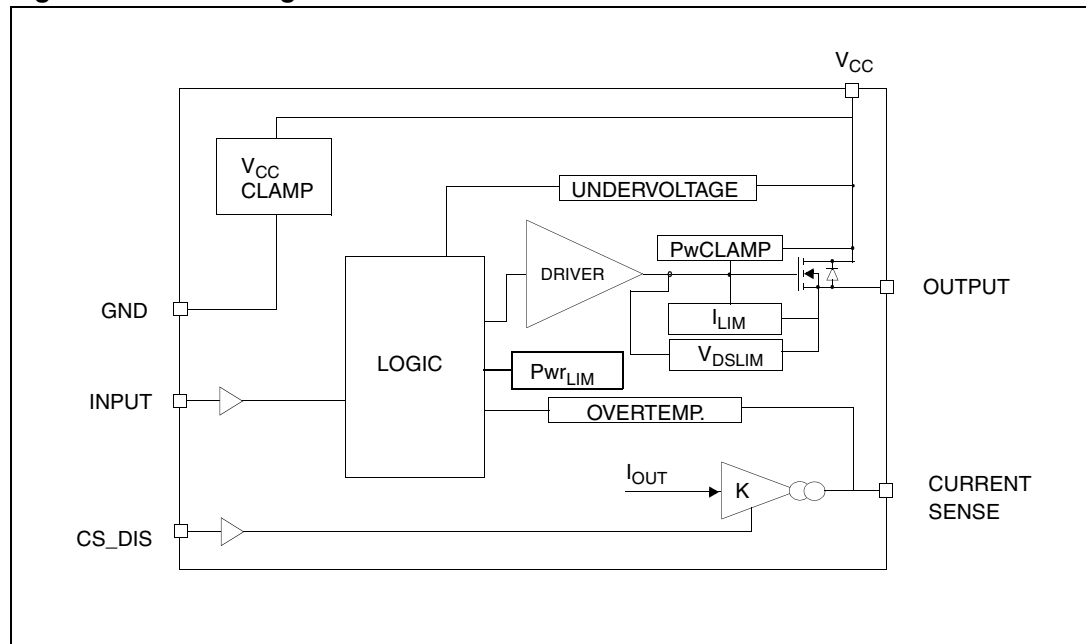 V_CC
V_CC
CLAMP
UNDERVOLTAGE
PwCLAMP
DRIVER
OUTPUT
GND
I_LIM
V_DSLIM
LOGIC
Pwr_LIM
INPUT
OVERTEMP.
I_OUT
K
CURRENT
SENSE
CS_DIS